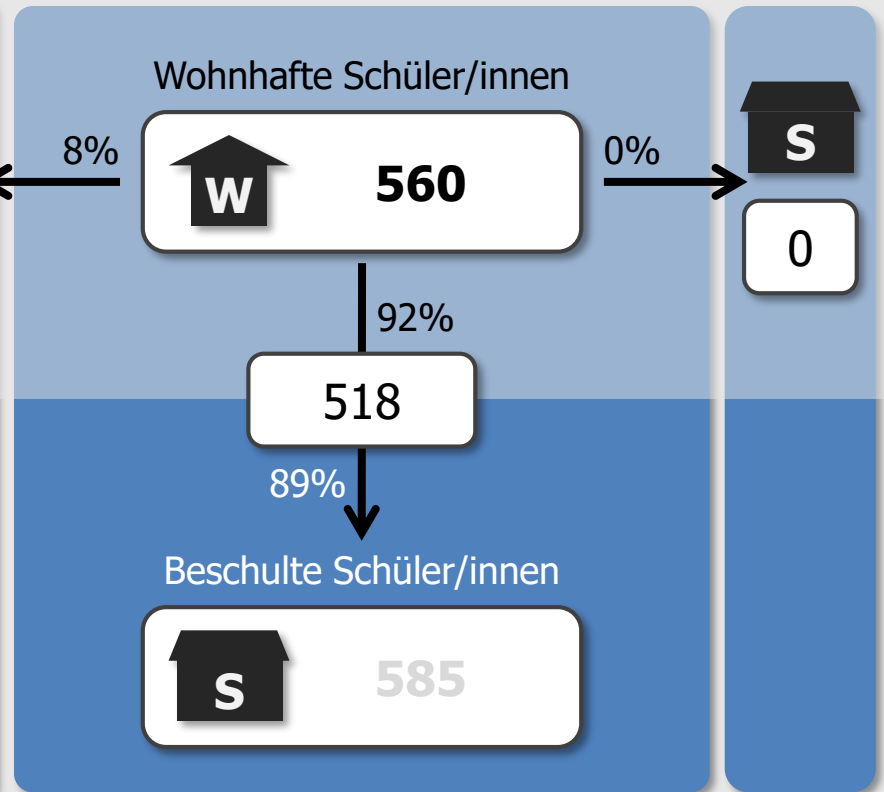 Wohnhafte Schüler/innen
8%
W
560
0%
S
0
92%
518
89%
Beschulte Schüler/innen
S
585